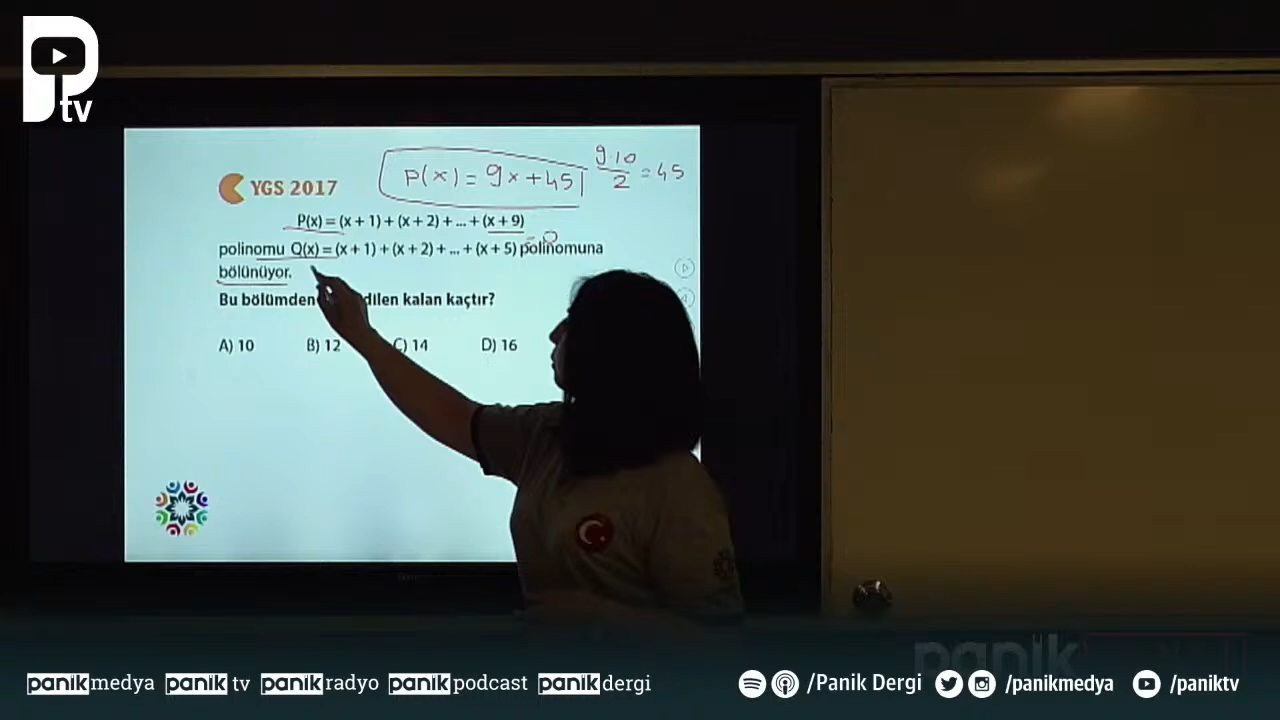 P tv
P(x) = 9x + 45
9 10 / 2 = 45
YGS 2017
P(x) = (x + 1) + (x + 2) + ... + (x + 9)
= 0
polinomu Q(x) = (x + 1) + (x + 2) + ... + (x + 5) polinomuna
bölünüyor.
Bu bölümden dilen kalan kaçtır?
A) 10 B) 12 C) 14 D) 16
panik
panik medya panik tv panik radyo panik podcast panik dergi /Panik Dergi /panikmedya /paniktv